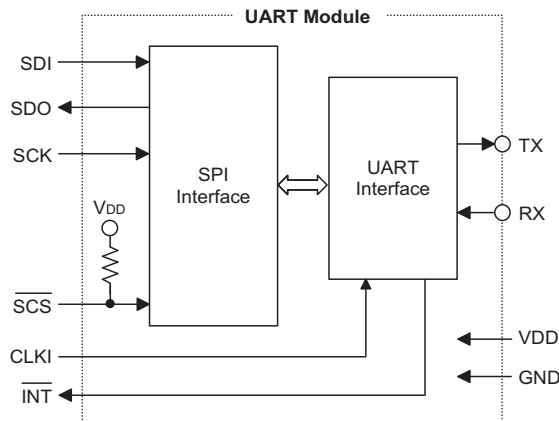 UART Module
SDI
SDO
SCK
VDD
SCS
CLKI
INT
SPI
Interface
UART
Interface
TX
RX
VDD
GND